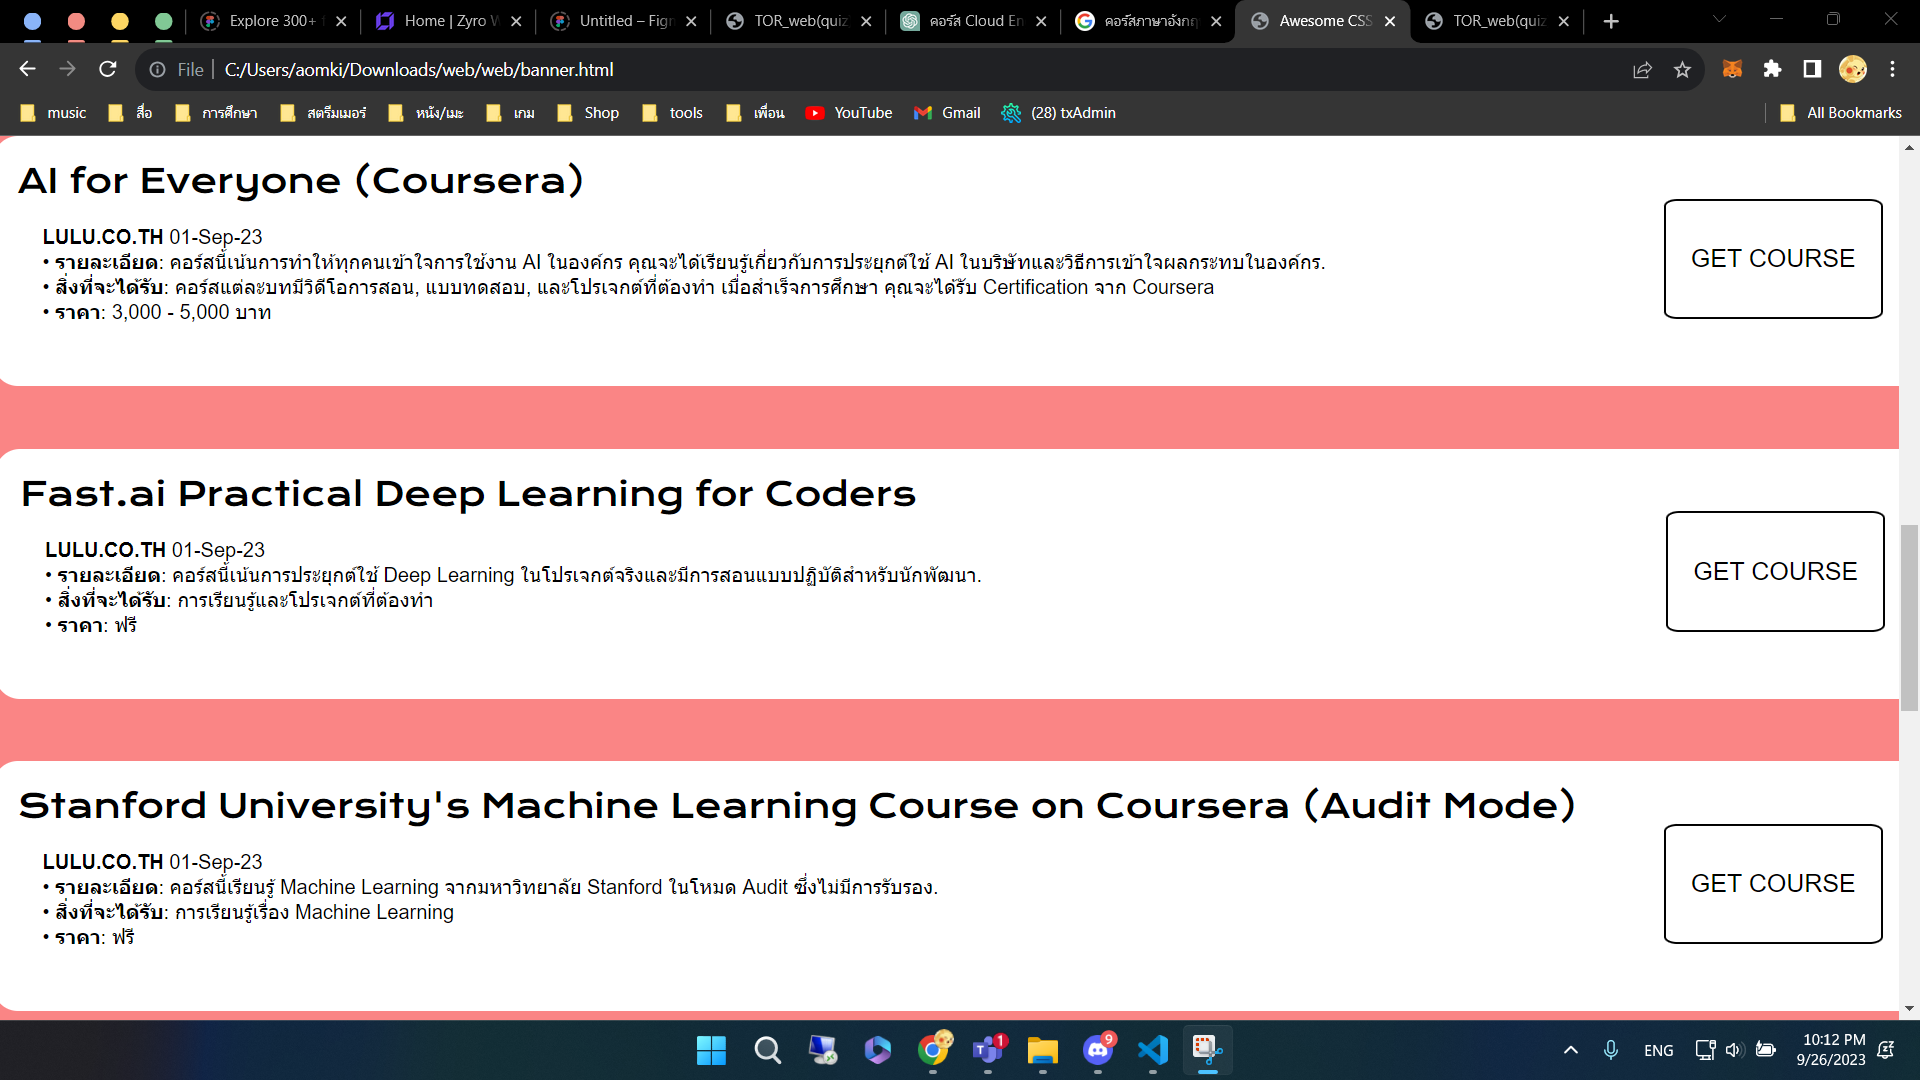 Explore 300+
Home | Zyro W
Untitled – Figm
TOR_web(quiz
คอร์ส Cloud En
คอร์สภาษาอังกฤ
Awesome CSS
TOR_web(quiz
File
C:/Users/aomki/Downloads/web/web/banner.html
music
สื่อ
การศึกษา
สตรีมเมอร์
หนัง/เมะ
เกม
Shop
tools
เพื่อน
YouTube
Gmail
(28) txAdmin
All Bookmarks
AI for Everyone (Coursera)
LULU.CO.TH 01-Sep-23
• รายละเอียด: คอร์สนี้เน้นการทำให้ทุกคนเข้าใจการใช้งาน AI ในองค์กร คุณจะได้เรียนรู้เกี่ยวกับการประยุกต์ใช้ AI ในบริษัทและวิธีการเข้าใจผลกระทบในองค์กร.
• สิ่งที่จะได้รับ: คอร์สแต่ละบทมีวิดีโอการสอน, แบบทดสอบ, และโปรเจกต์ที่ต้องทำ เมื่อสำเร็จการศึกษา คุณจะได้รับ Certification จาก Coursera
• ราคา: 3,000 - 5,000 บาท
GET COURSE
Fast.ai Practical Deep Learning for Coders
LULU.CO.TH 01-Sep-23
• รายละเอียด: คอร์สนี้เน้นการประยุกต์ใช้ Deep Learning ในโปรเจกต์จริงและมีการสอนแบบปฏิบัติสำหรับนักพัฒนา.
• สิ่งที่จะได้รับ: การเรียนรู้และโปรเจกต์ที่ต้องทำ
• ราคา: ฟรี
GET COURSE
Stanford University's Machine Learning Course on Coursera (Audit Mode)
LULU.CO.TH 01-Sep-23
• รายละเอียด: คอร์สนี้เรียนรู้ Machine Learning จากมหาวิทยาลัย Stanford ในโหมด Audit ซึ่งไม่มีการรับรอง.
• สิ่งที่จะได้รับ: การเรียนรู้เรื่อง Machine Learning
• ราคา: ฟรี
GET COURSE
1
9
ENG
10:12 PM
9/26/2023